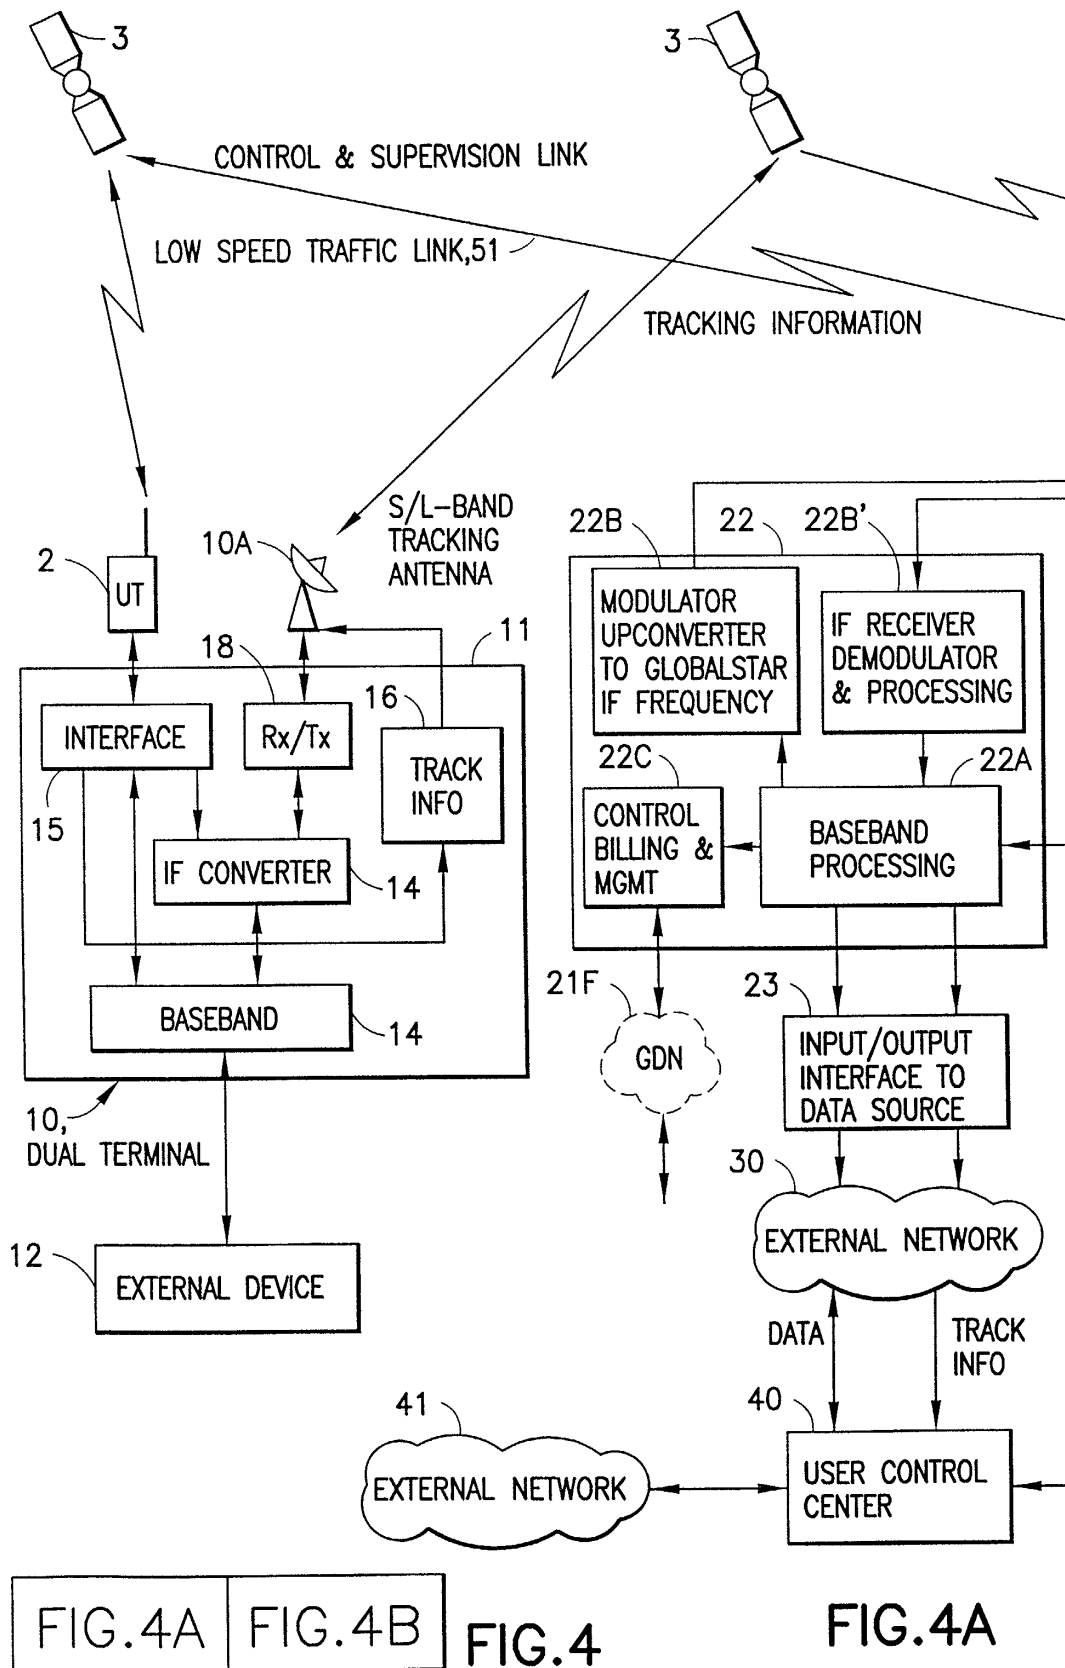 3
3
CONTROL & SUPERVISION LINK
LOW SPEED TRAFFIC LINK,51
TRACKING INFORMATION
S/L-BAND
TRACKING
ANTENNA
10A
2
UT
11
18
16
INTERFACE
Rx/Tx
TRACK
INFO
15
IF CONVERTER
14
BASEBAND
14
10,
DUAL TERMINAL
12
EXTERNAL DEVICE
22B
22
22B'
MODULATOR
UPCONVERTER
TO GLOBALSTAR
IF FREQUENCY
IF RECEIVER
DEMODULATOR
& PROCESSING
22C
22A
CONTROL
BILLING &
MGMT
BASEBAND
PROCESSING
21F
GDN
23
INPUT/OUTPUT
INTERFACE TO
DATA SOURCE
30
EXTERNAL NETWORK
DATA
TRACK
INFO
41
EXTERNAL NETWORK
40
USER CONTROL
CENTER
FIG.4A
FIG.4B
FIG.4
FIG.4A